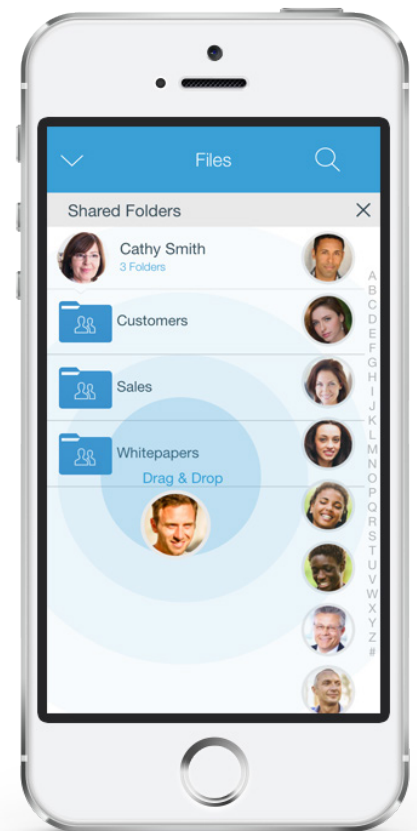 Files
Shared Folders
Cathy Smith
3 Folders
Customers
Sales
Whitepapers
Drag & Drop
A
B
C
D
E
F
G
H
I
J
K
L
M
N
O
P
Q
R
S
T
U
V
W
X
Y
Z
#